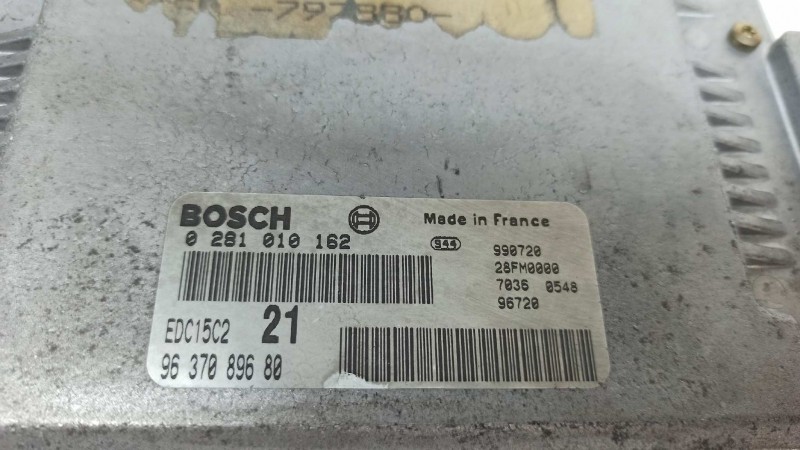 -797380-
BOSCH Made in France
0 281 010 162 944 990720
28FM0000
7036 0548
96720
EDC15C2 21
96 370 896 80